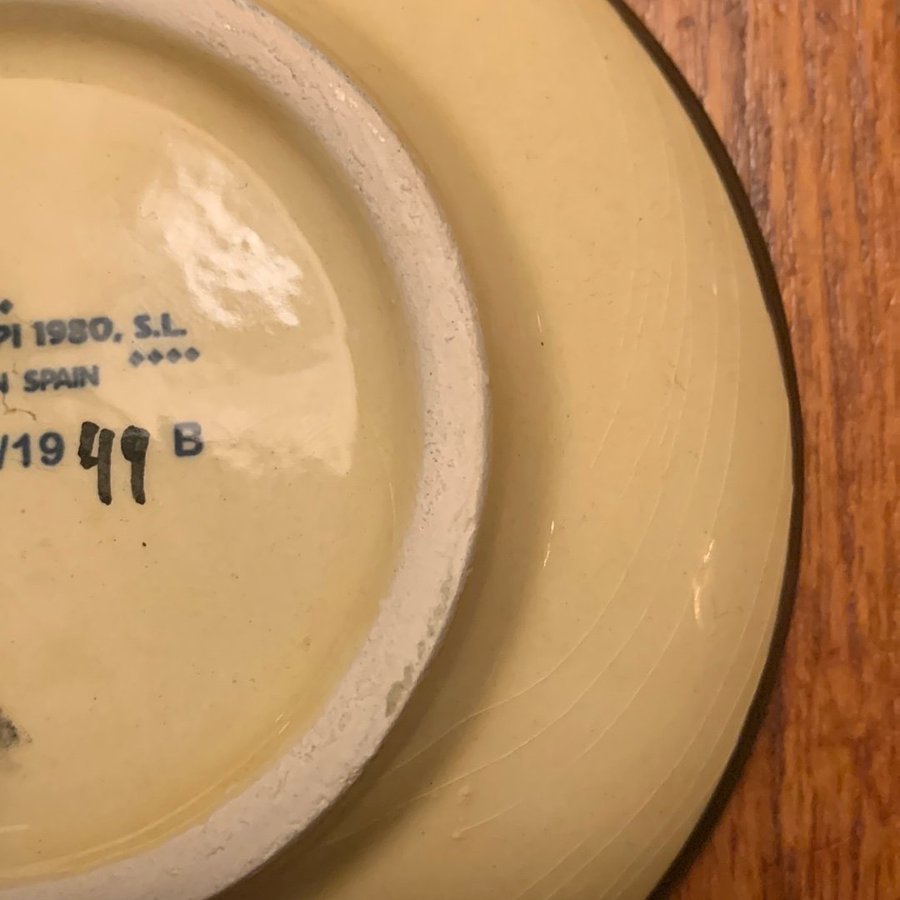 PI 1980, S.L.
N SPAIN
/19 49 B